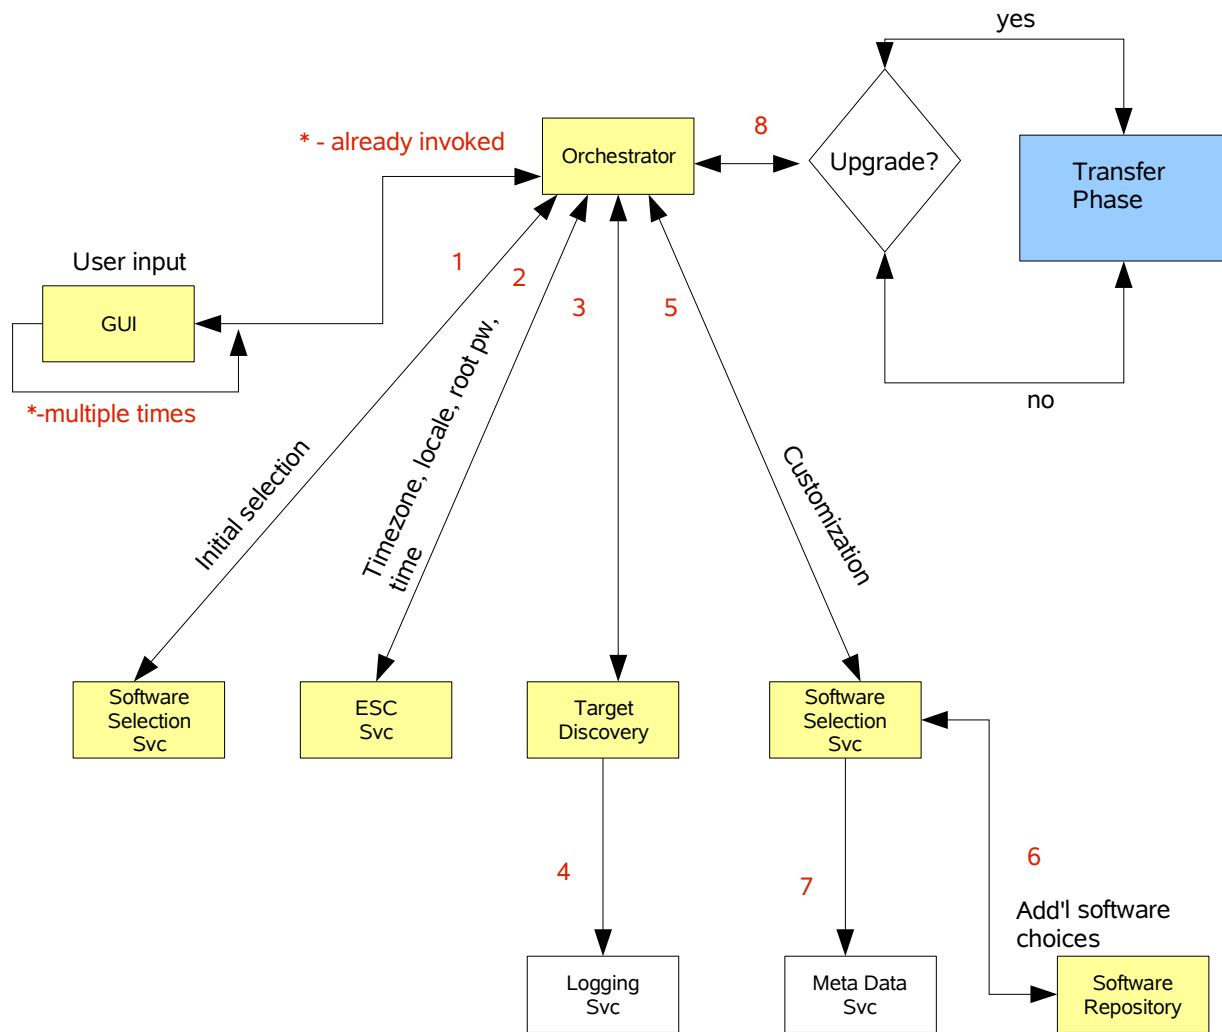 yes
* - already invoked
8
Orchestrator
Upgrade?
Transfer
Phase
User input
1
2
3
5
GUI
*-multiple times
no
Initial selection
Timezone, locale, root pw,
time
Customization
Software
Selection
Svc
ESC
Svc
Target
Discovery
Software
Selection
Svc
4
7
6
Add'l software
choices
Logging
Svc
Meta Data
Svc
Software
Repository